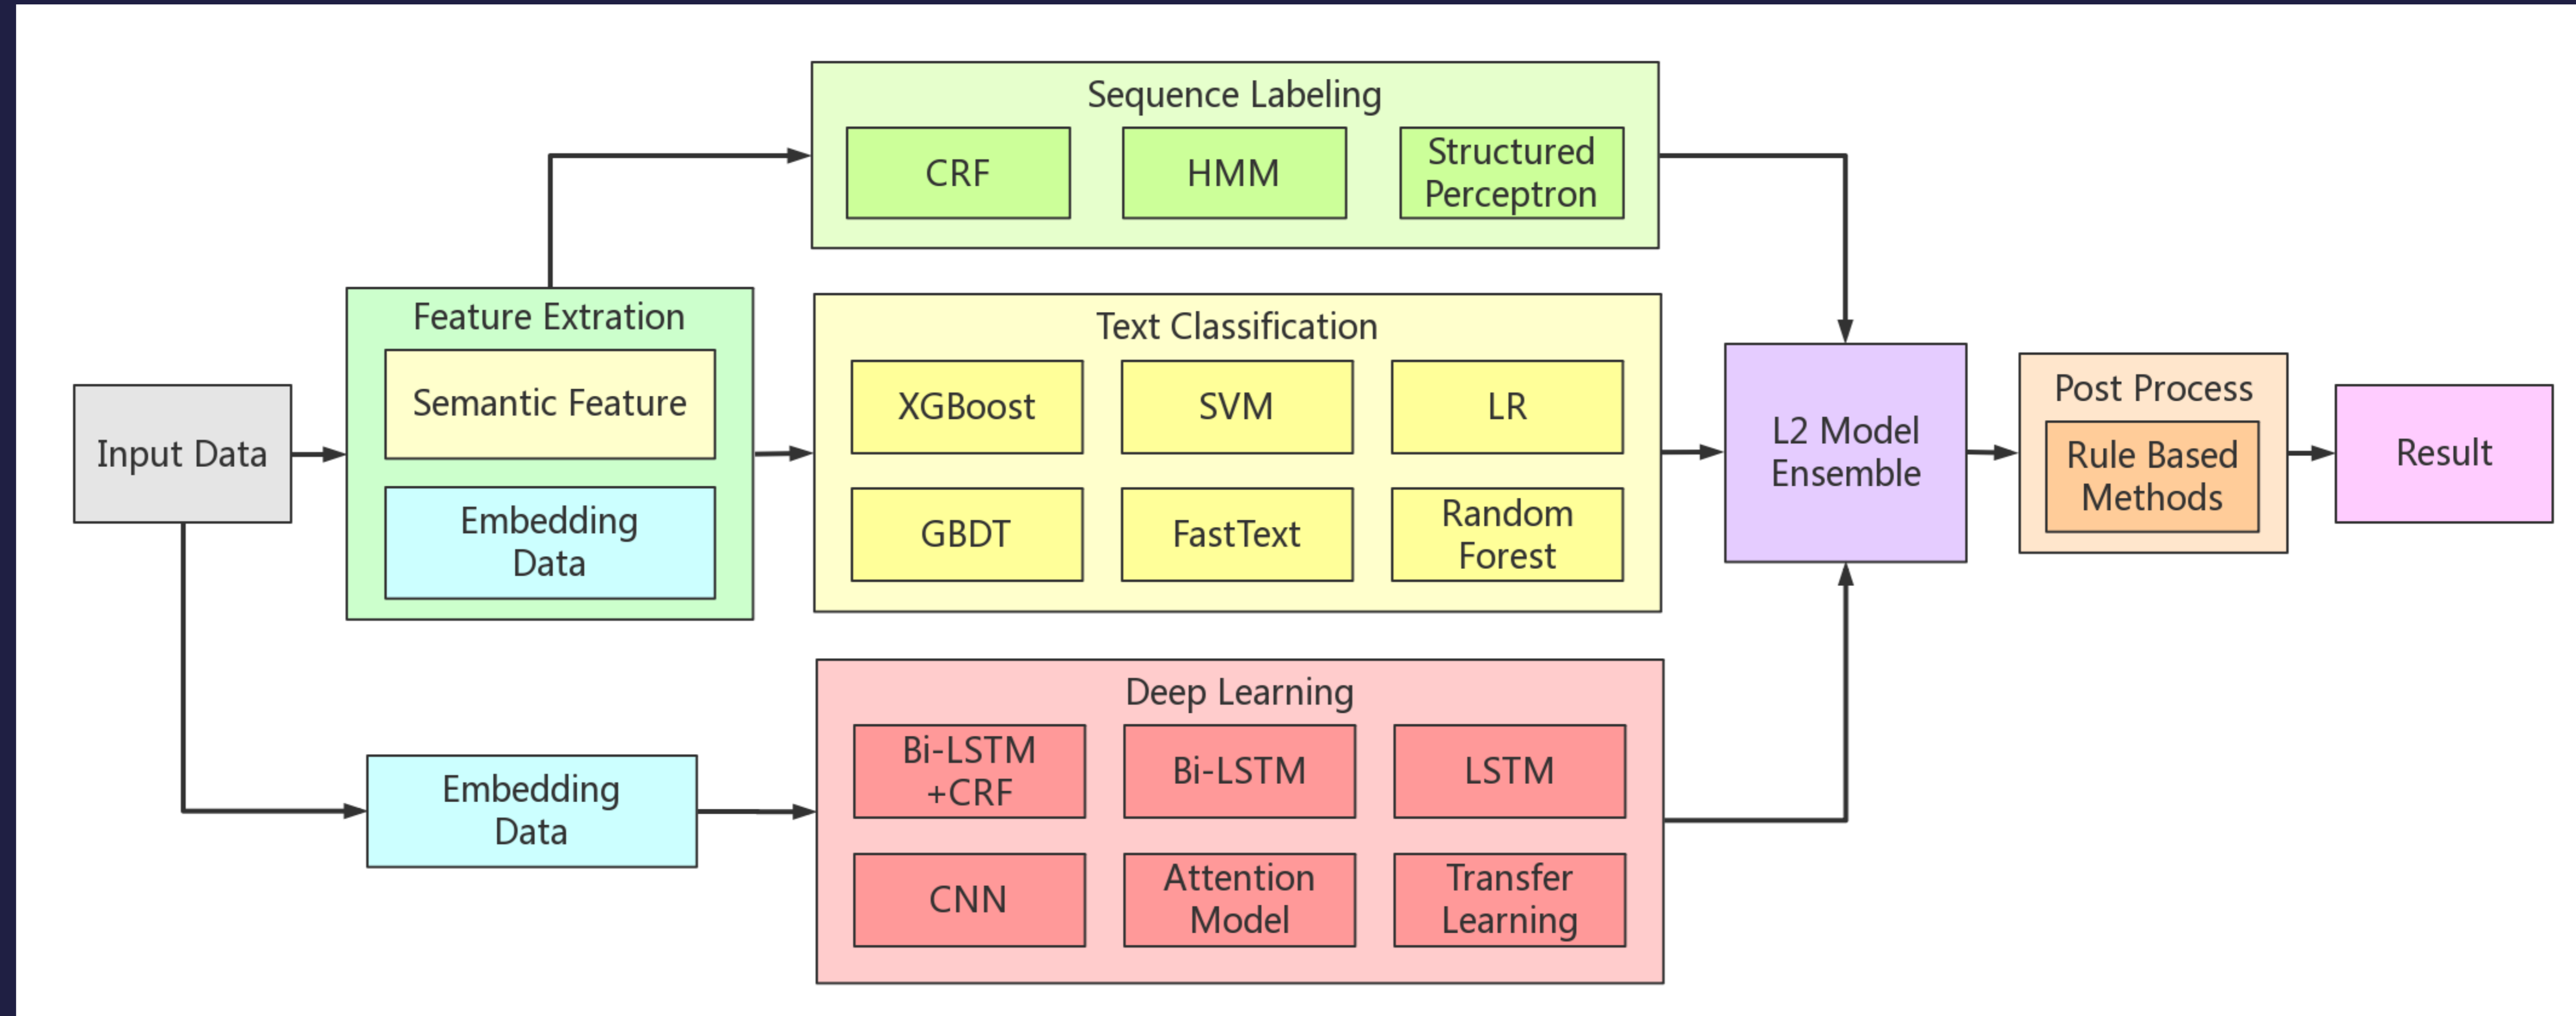 Sequence Labeling
CRF
HMM
Structured
Perceptron
Feature Extration
Semantic Feature
Embedding
Data
Text Classification
XGBoost
SVM
LR
GBDT
FastText
Random
Forest
Input Data
L2 Model
Ensemble
Post Process
Rule Based
Methods
Result
Embedding
Data
Deep Learning
Bi-LSTM
+CRF
Bi-LSTM
LSTM
CNN
Attention
Model
Transfer
Learning